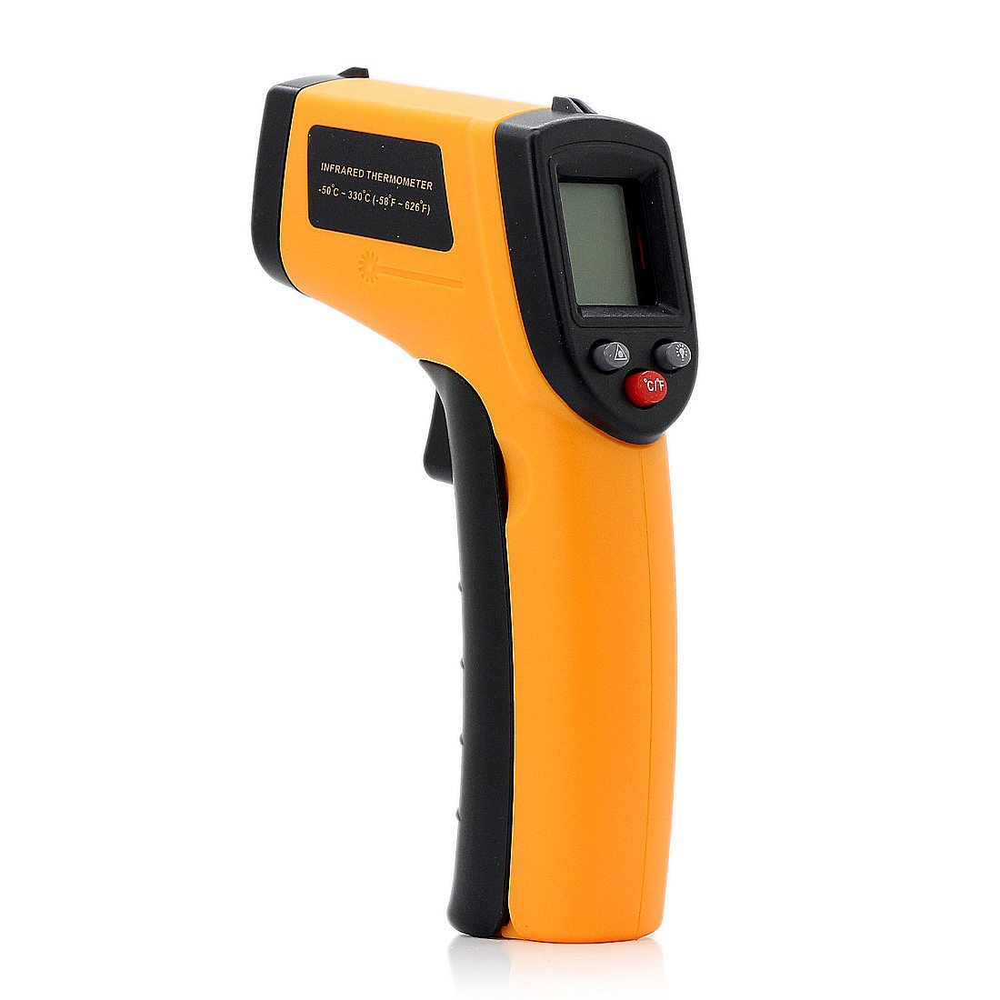 INFRARED THERMOMETER
-50°C ~ 330°C (-58°F ~ 626°F)
°C/°F